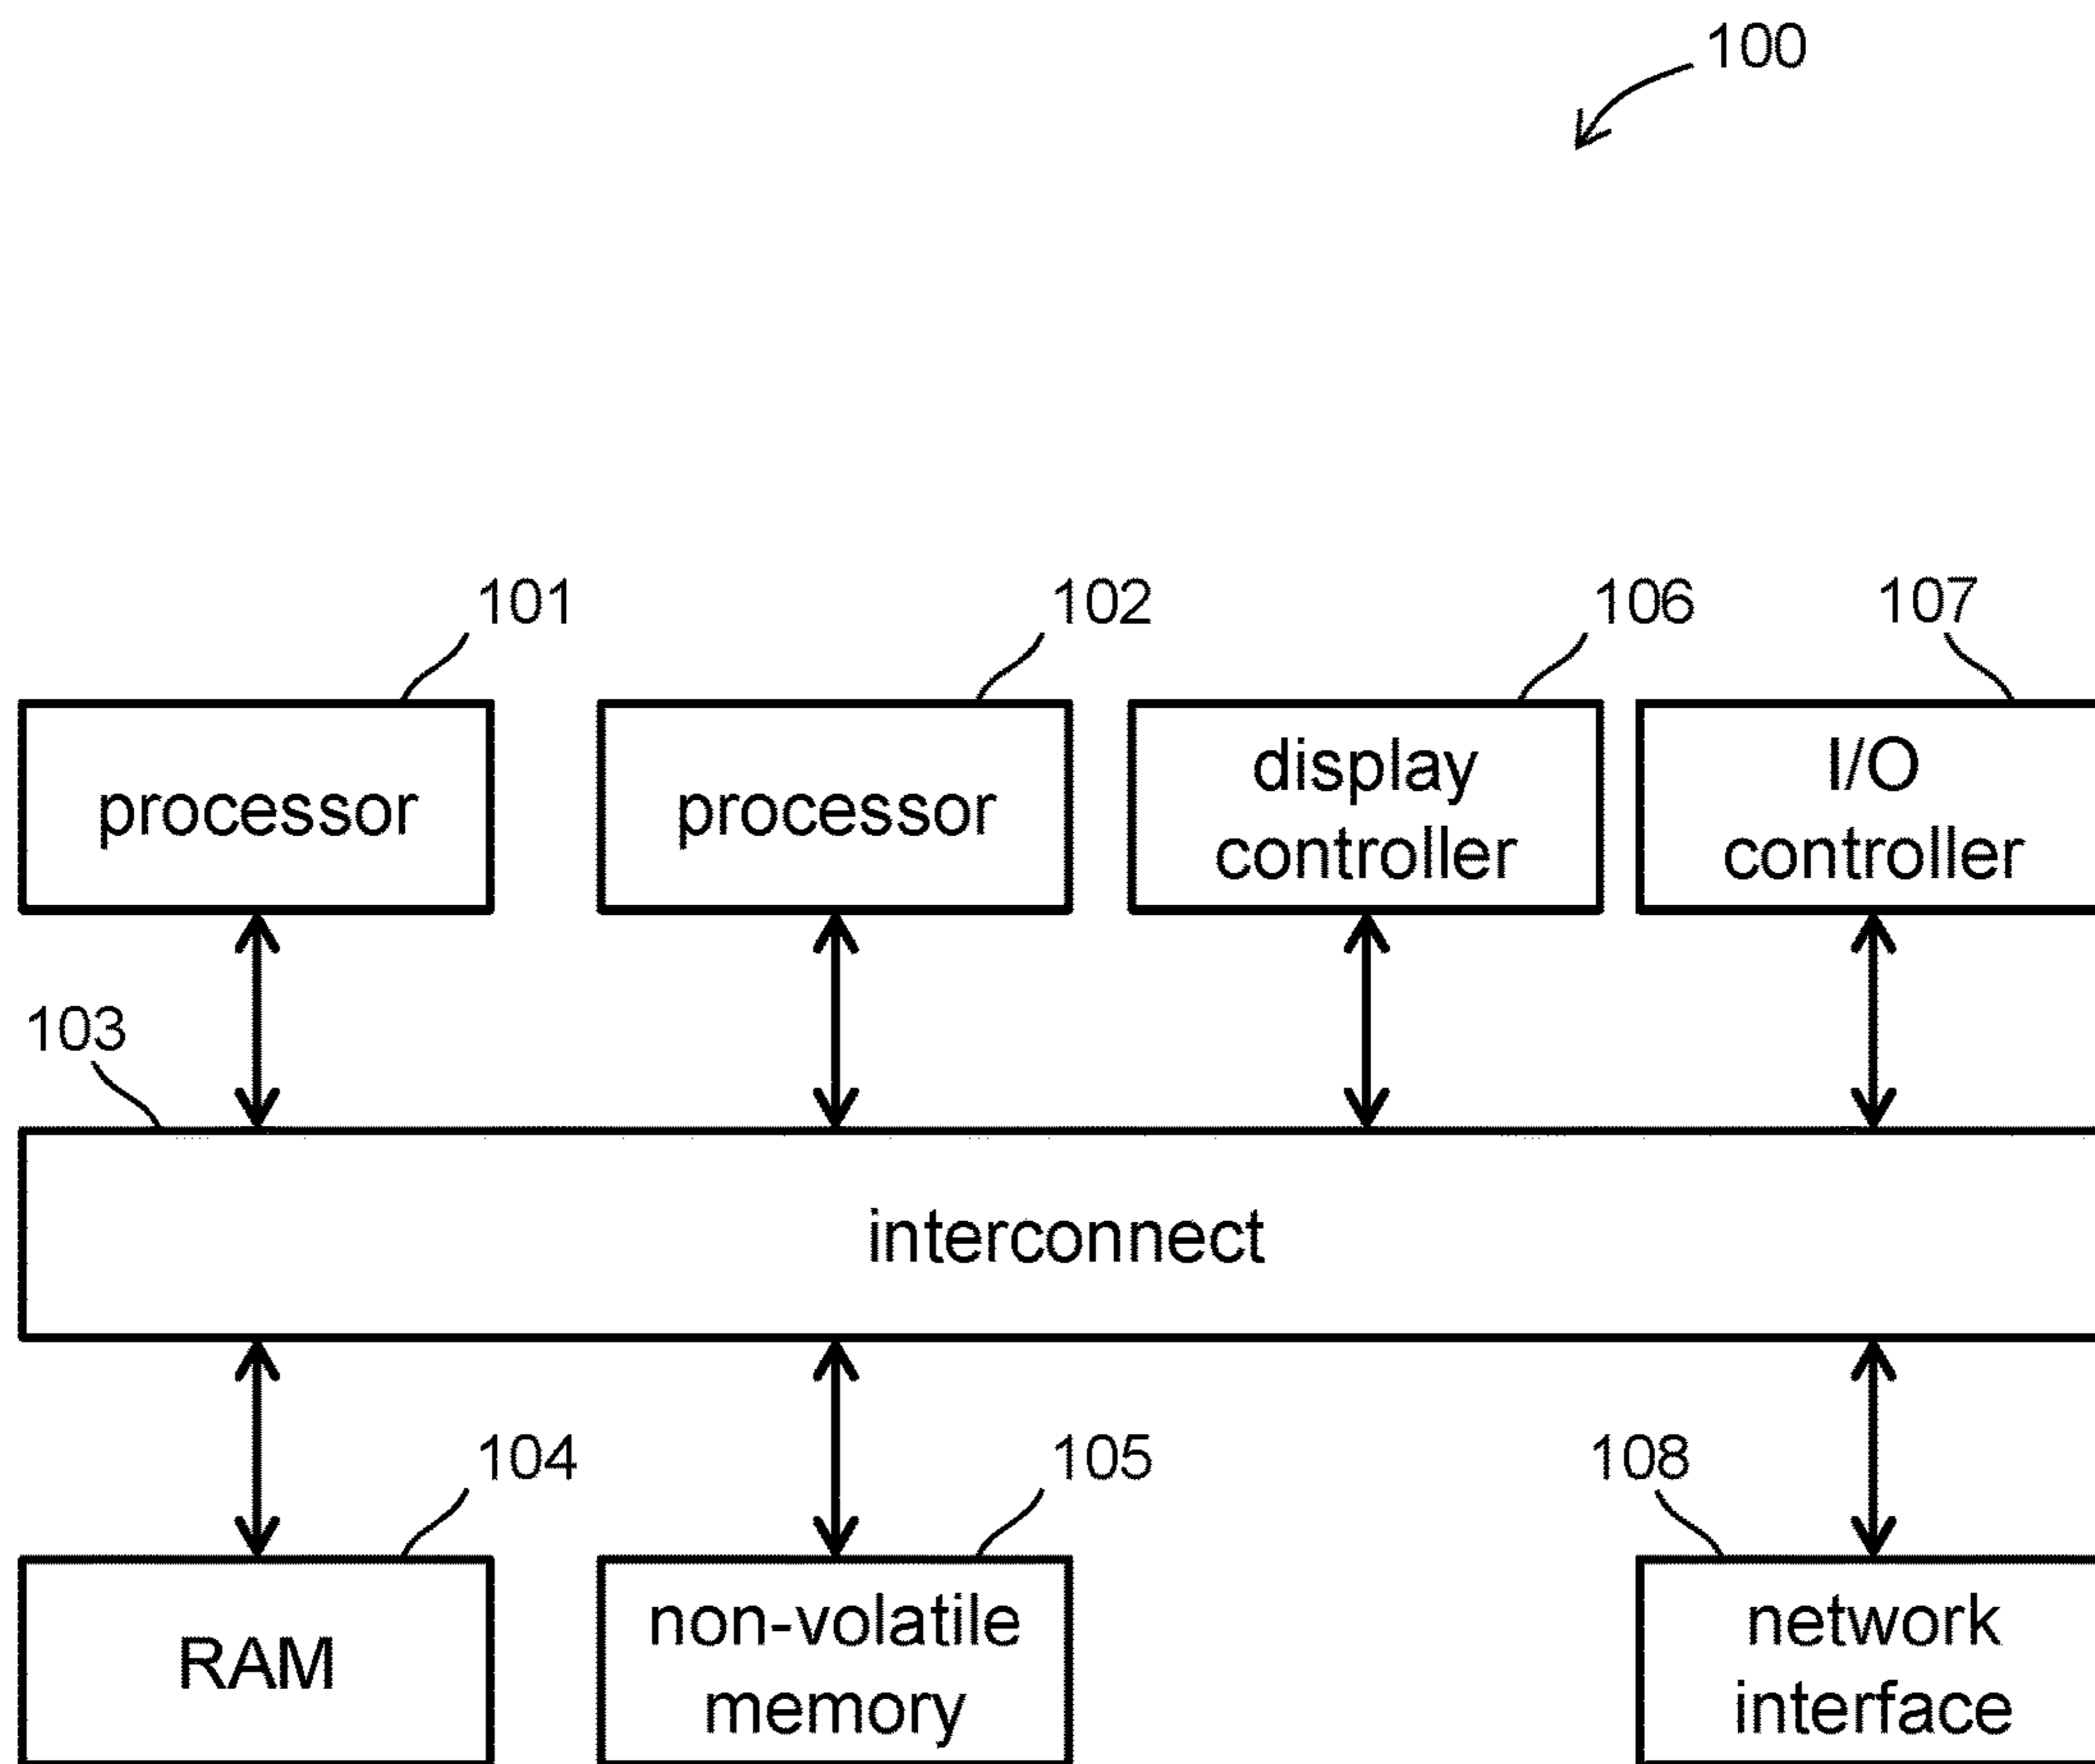 100
101
102
106
107
processor
processor
display
controller
I/O
controller
103
interconnect
104
105
108
RAM
non-volatile
memory
network
interface